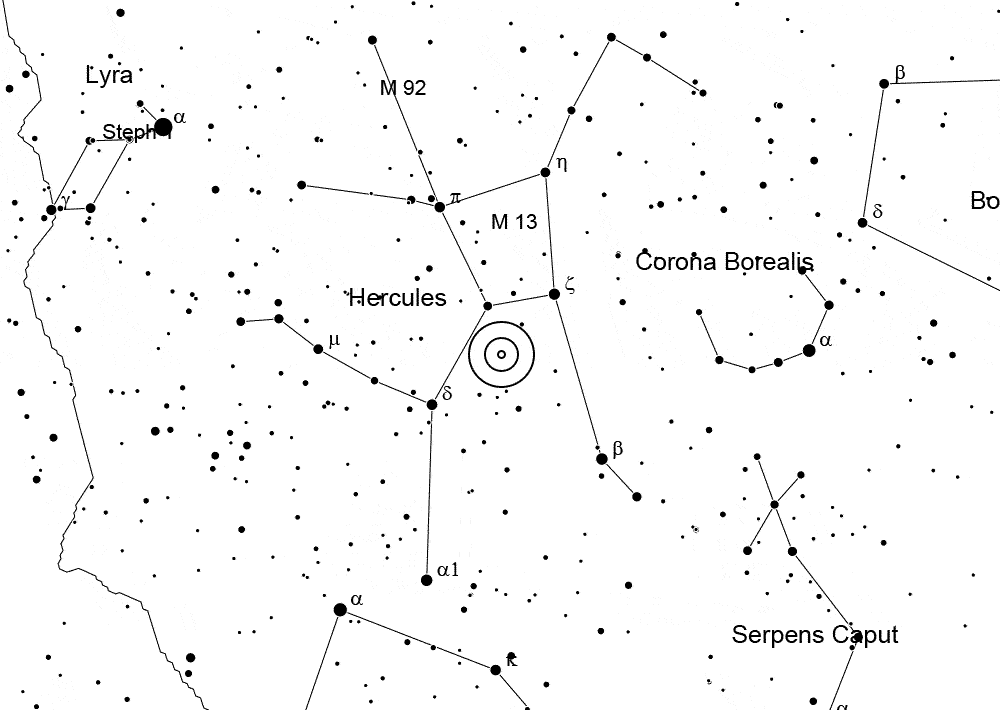 β
Lyra
M 92
α
Steph 1
η
γ
π
Bo
δ
M 13
Corona Borealis
ζ
Hercules
μ
α
δ
β
α1
α
Serpens Caput
κ
α